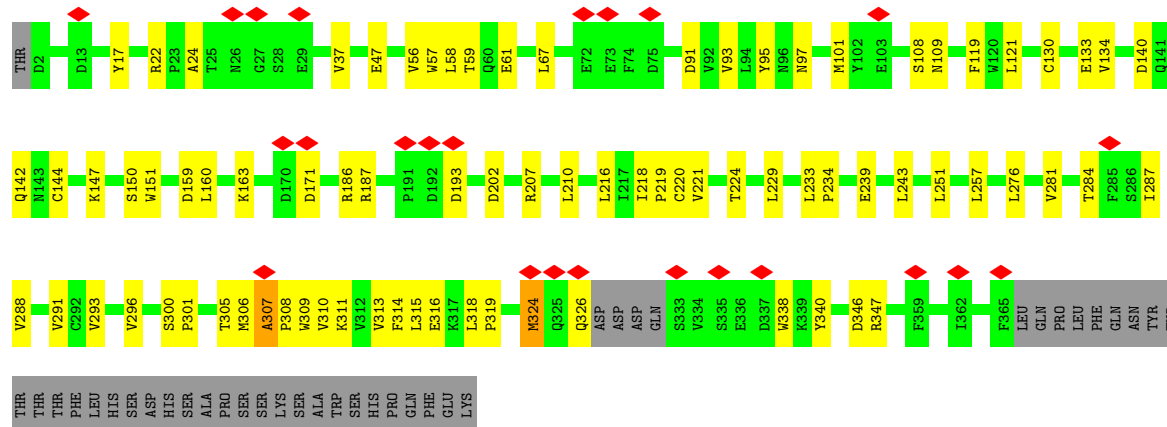 THR D2 D13 Y17 R22 P23 A24 T25 N26 G27 S28 E29 V37 E47 V56 W57 L58 T59 Q60 E61 L67 E72 E73 F74 D75 D91 V92 V93 L94 Y95 N96 N97 M101 Y102 E103 S108 N109 F119 W120 L121 C130 E133 V134 D140 Q141
Q142 N143 C144 K147 S150 W151 D159 L160 K163 D170 D171 R186 R187 P191 D192 D193 D202 R207 L210 L216 I217 I218 P219 C220 V221 T224 L229 L233 P234 E239 L243 L251 L257 L276 V281 T284 F285 S286 I287
V288 V291 C292 V293 V296 S300 P301 T305 M306 A307 P308 W309 V310 K311 V312 V313 F314 L315 E316 K317 L318 P319 M324 Q325 Q326 ASP ASP ASP GLN S333 V334 S335 E336 D337 W338 K339 Y340 D346 R347 F359 I362 F365 LEU GLN PRO LEU PHE GLN ASN TYR
THR THR THR PHE LEU HIS SER ASP HIS SER ALA PRO SER SER LYS SER ALA TRP SER HIS PRO GLN PHE GLU LYS